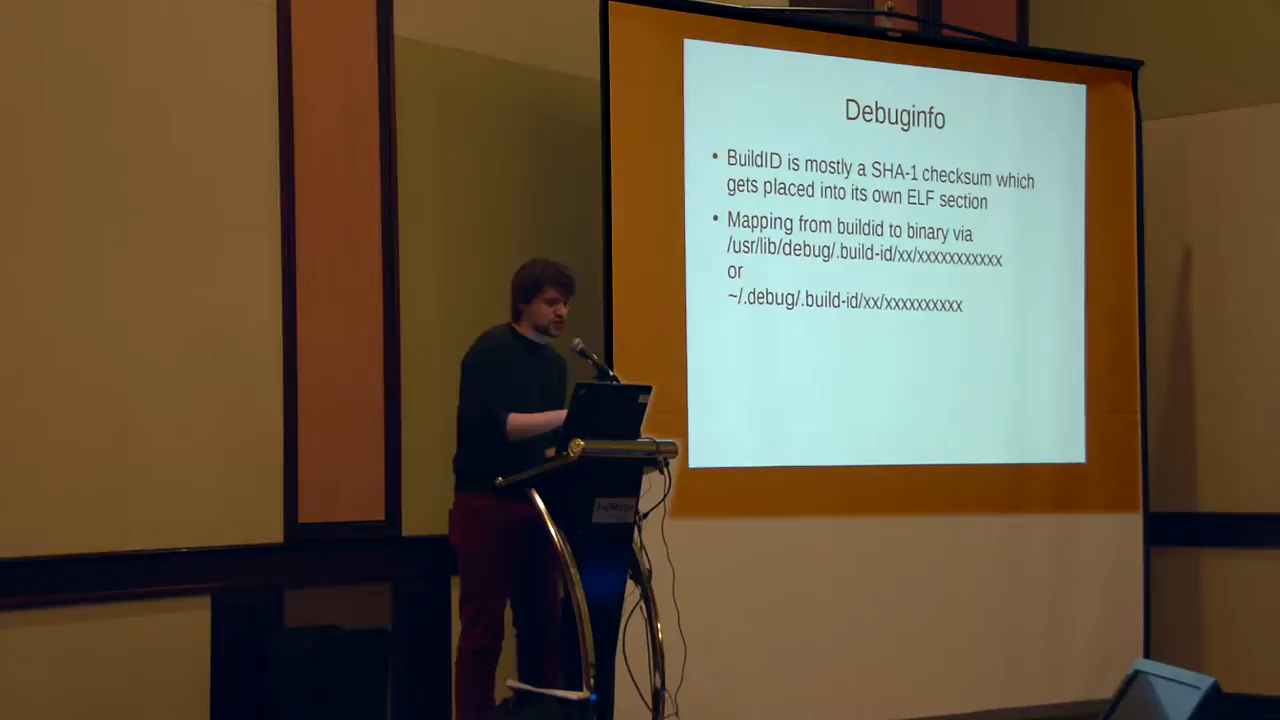 Debuginfo
• BuildID is mostly a SHA-1 checksum which
gets placed into its own ELF section
• Mapping from buildid to binary via
/usr/lib/debug/.build-id/xx/xxxxxxxxxxx
or
~/.debug/.build-id/xx/xxxxxxxxxx